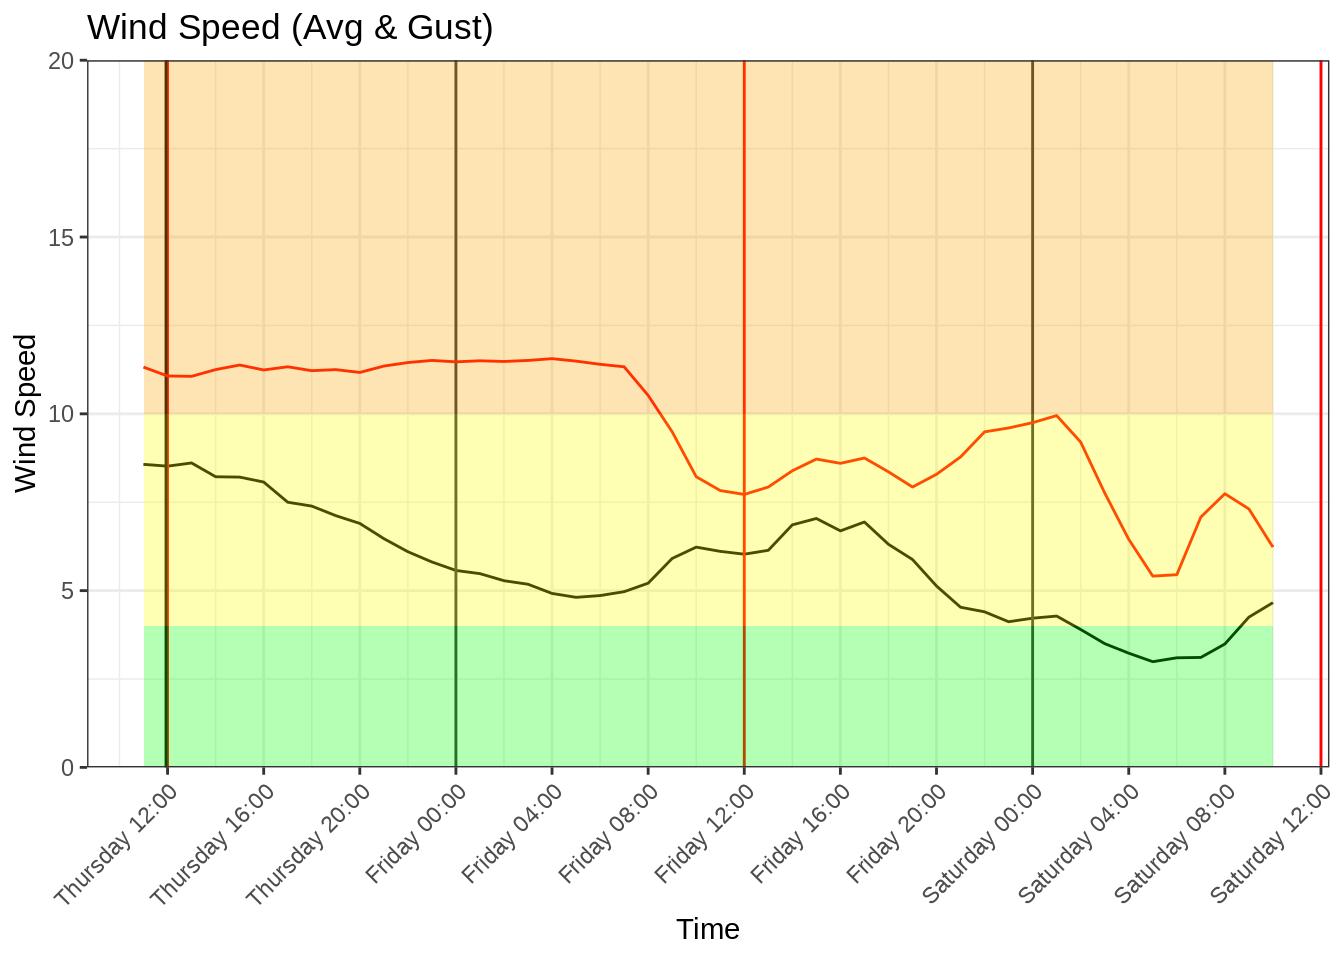 Wind Speed (Avg & Gust)
20
15
10
5
0
Wind Speed
Thursday 12:00
Thursday 16:00
Thursday 20:00
Friday 00:00
Friday 04:00
Friday 08:00
Friday 12:00
Friday 16:00
Friday 20:00
Saturday 00:00
Saturday 04:00
Saturday 08:00
Saturday 12:00
Time